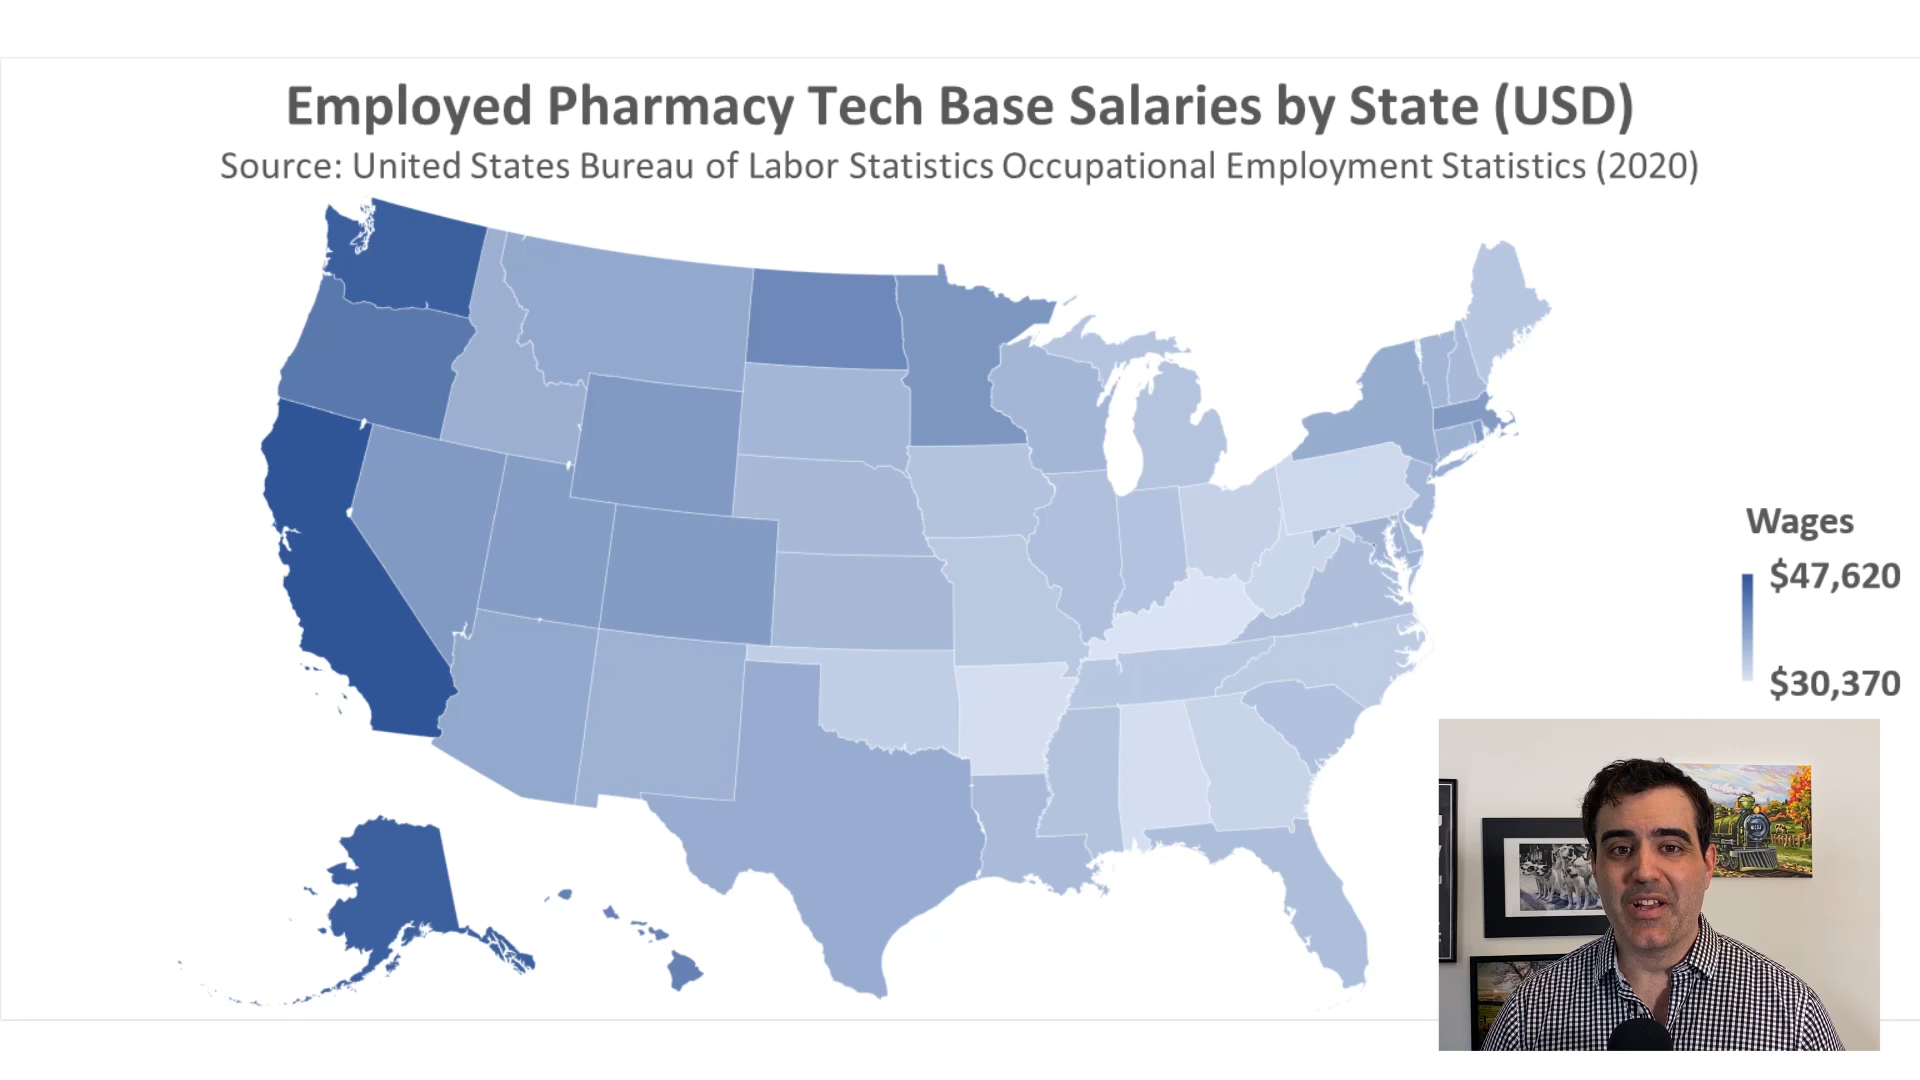 Employed Pharmacy Tech Base Salaries by State (USD)
Source: United States Bureau of Labor Statistics Occupational Employment Statistics (2020)
Wages
$47,620
$30,370